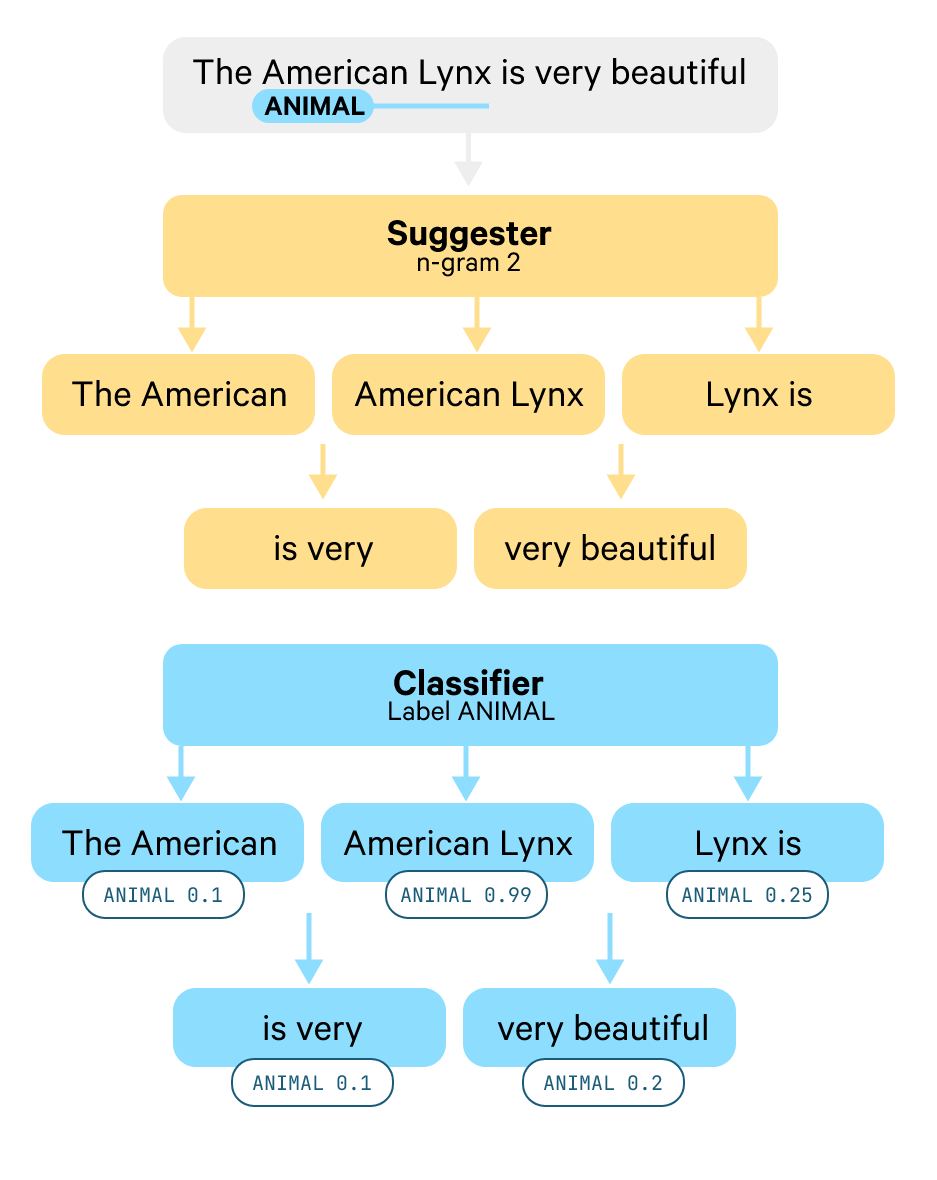 The American Lynx is very beautiful
ANIMAL
Suggester
n-gram 2
The American
American Lynx
Lynx is
is very
very beautiful
Classifier
Label ANIMAL
The American
American Lynx
Lynx is
ANIMAL 0.1
ANIMAL 0.99
ANIMAL 0.25
is very
very beautiful
ANIMAL 0.1
ANIMAL 0.2